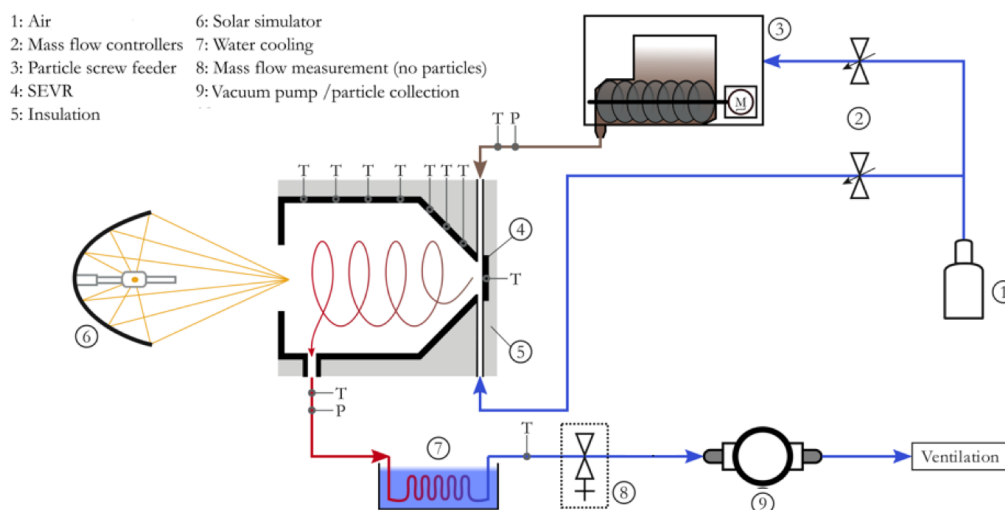 1: Air
2: Mass flow controllers
3: Particle screw feeder
4: SEVR
5: Insulation
6: Solar simulator
7: Water cooling
8: Mass flow measurement (no particles)
9: Vacuum pump /particle collection
3
M
2
T P
T T T T T T T
4
T
1
6
5
T
P
7
T
8
9
Ventilation